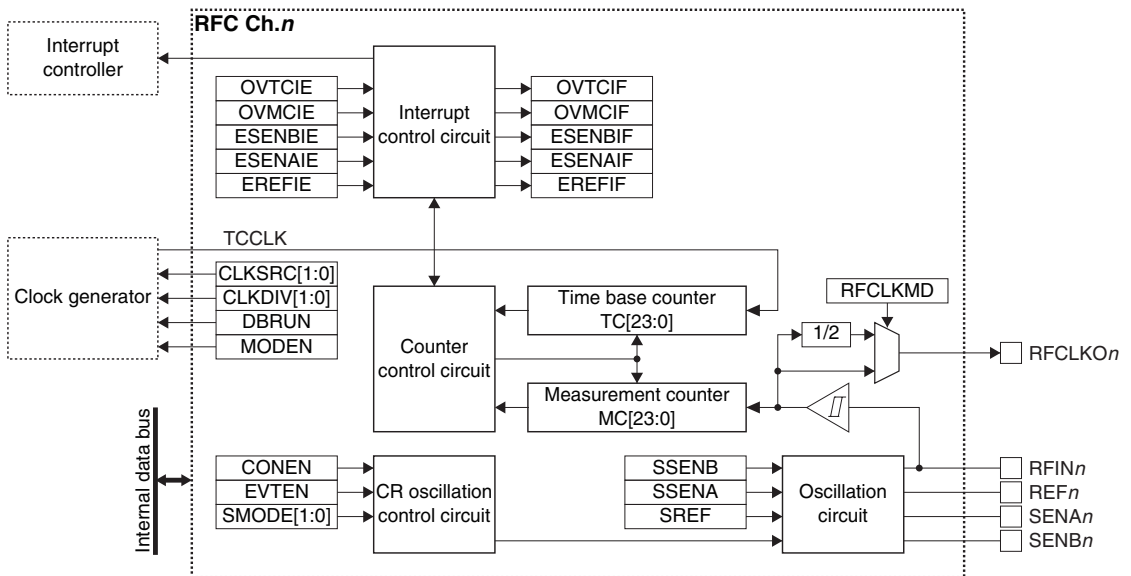 RFC Ch.n
Interrupt
controller
OVTCIE
OVMCIE
ESENBIE
ESENAIE
EREFIE
Interrupt
control circuit
OVTCIF
OVMCIF
ESENBIF
ESENAIF
EREFIF
TCCLK
Clock generator
CLKSRC[1:0]
CLKDIV[1:0]
DBRUN
MODEN
Counter
control circuit
Time base counter
TC[23:0]
Measurement counter
MC[23:0]
RFCLKMD
1/2
RFCLKOn
Internal data bus
CONEN
EVTEN
SMODE[1:0]
CR oscillation
control circuit
SSENB
SSENA
SREF
Oscillation
circuit
RFINn
REFn
SENAn
SENBn